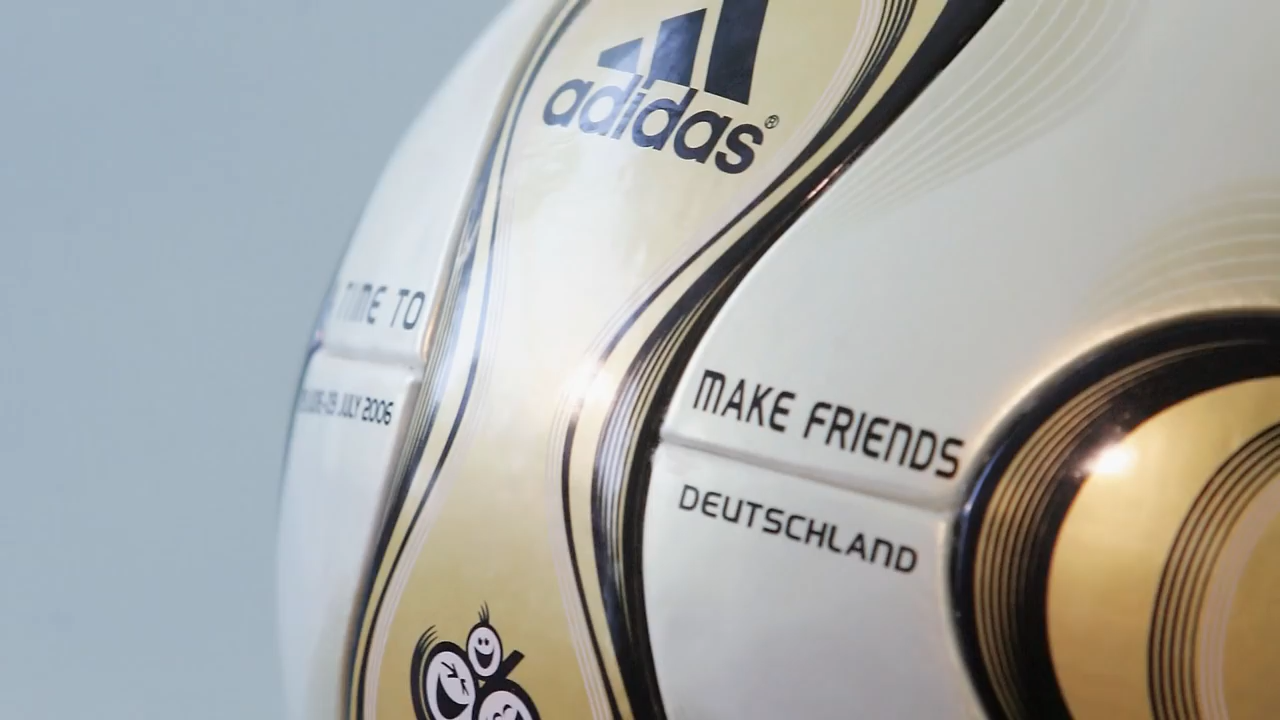 adidas®
TIME TO
JULY 2006
MAKE FRIENDS
DEUTSCHLAND